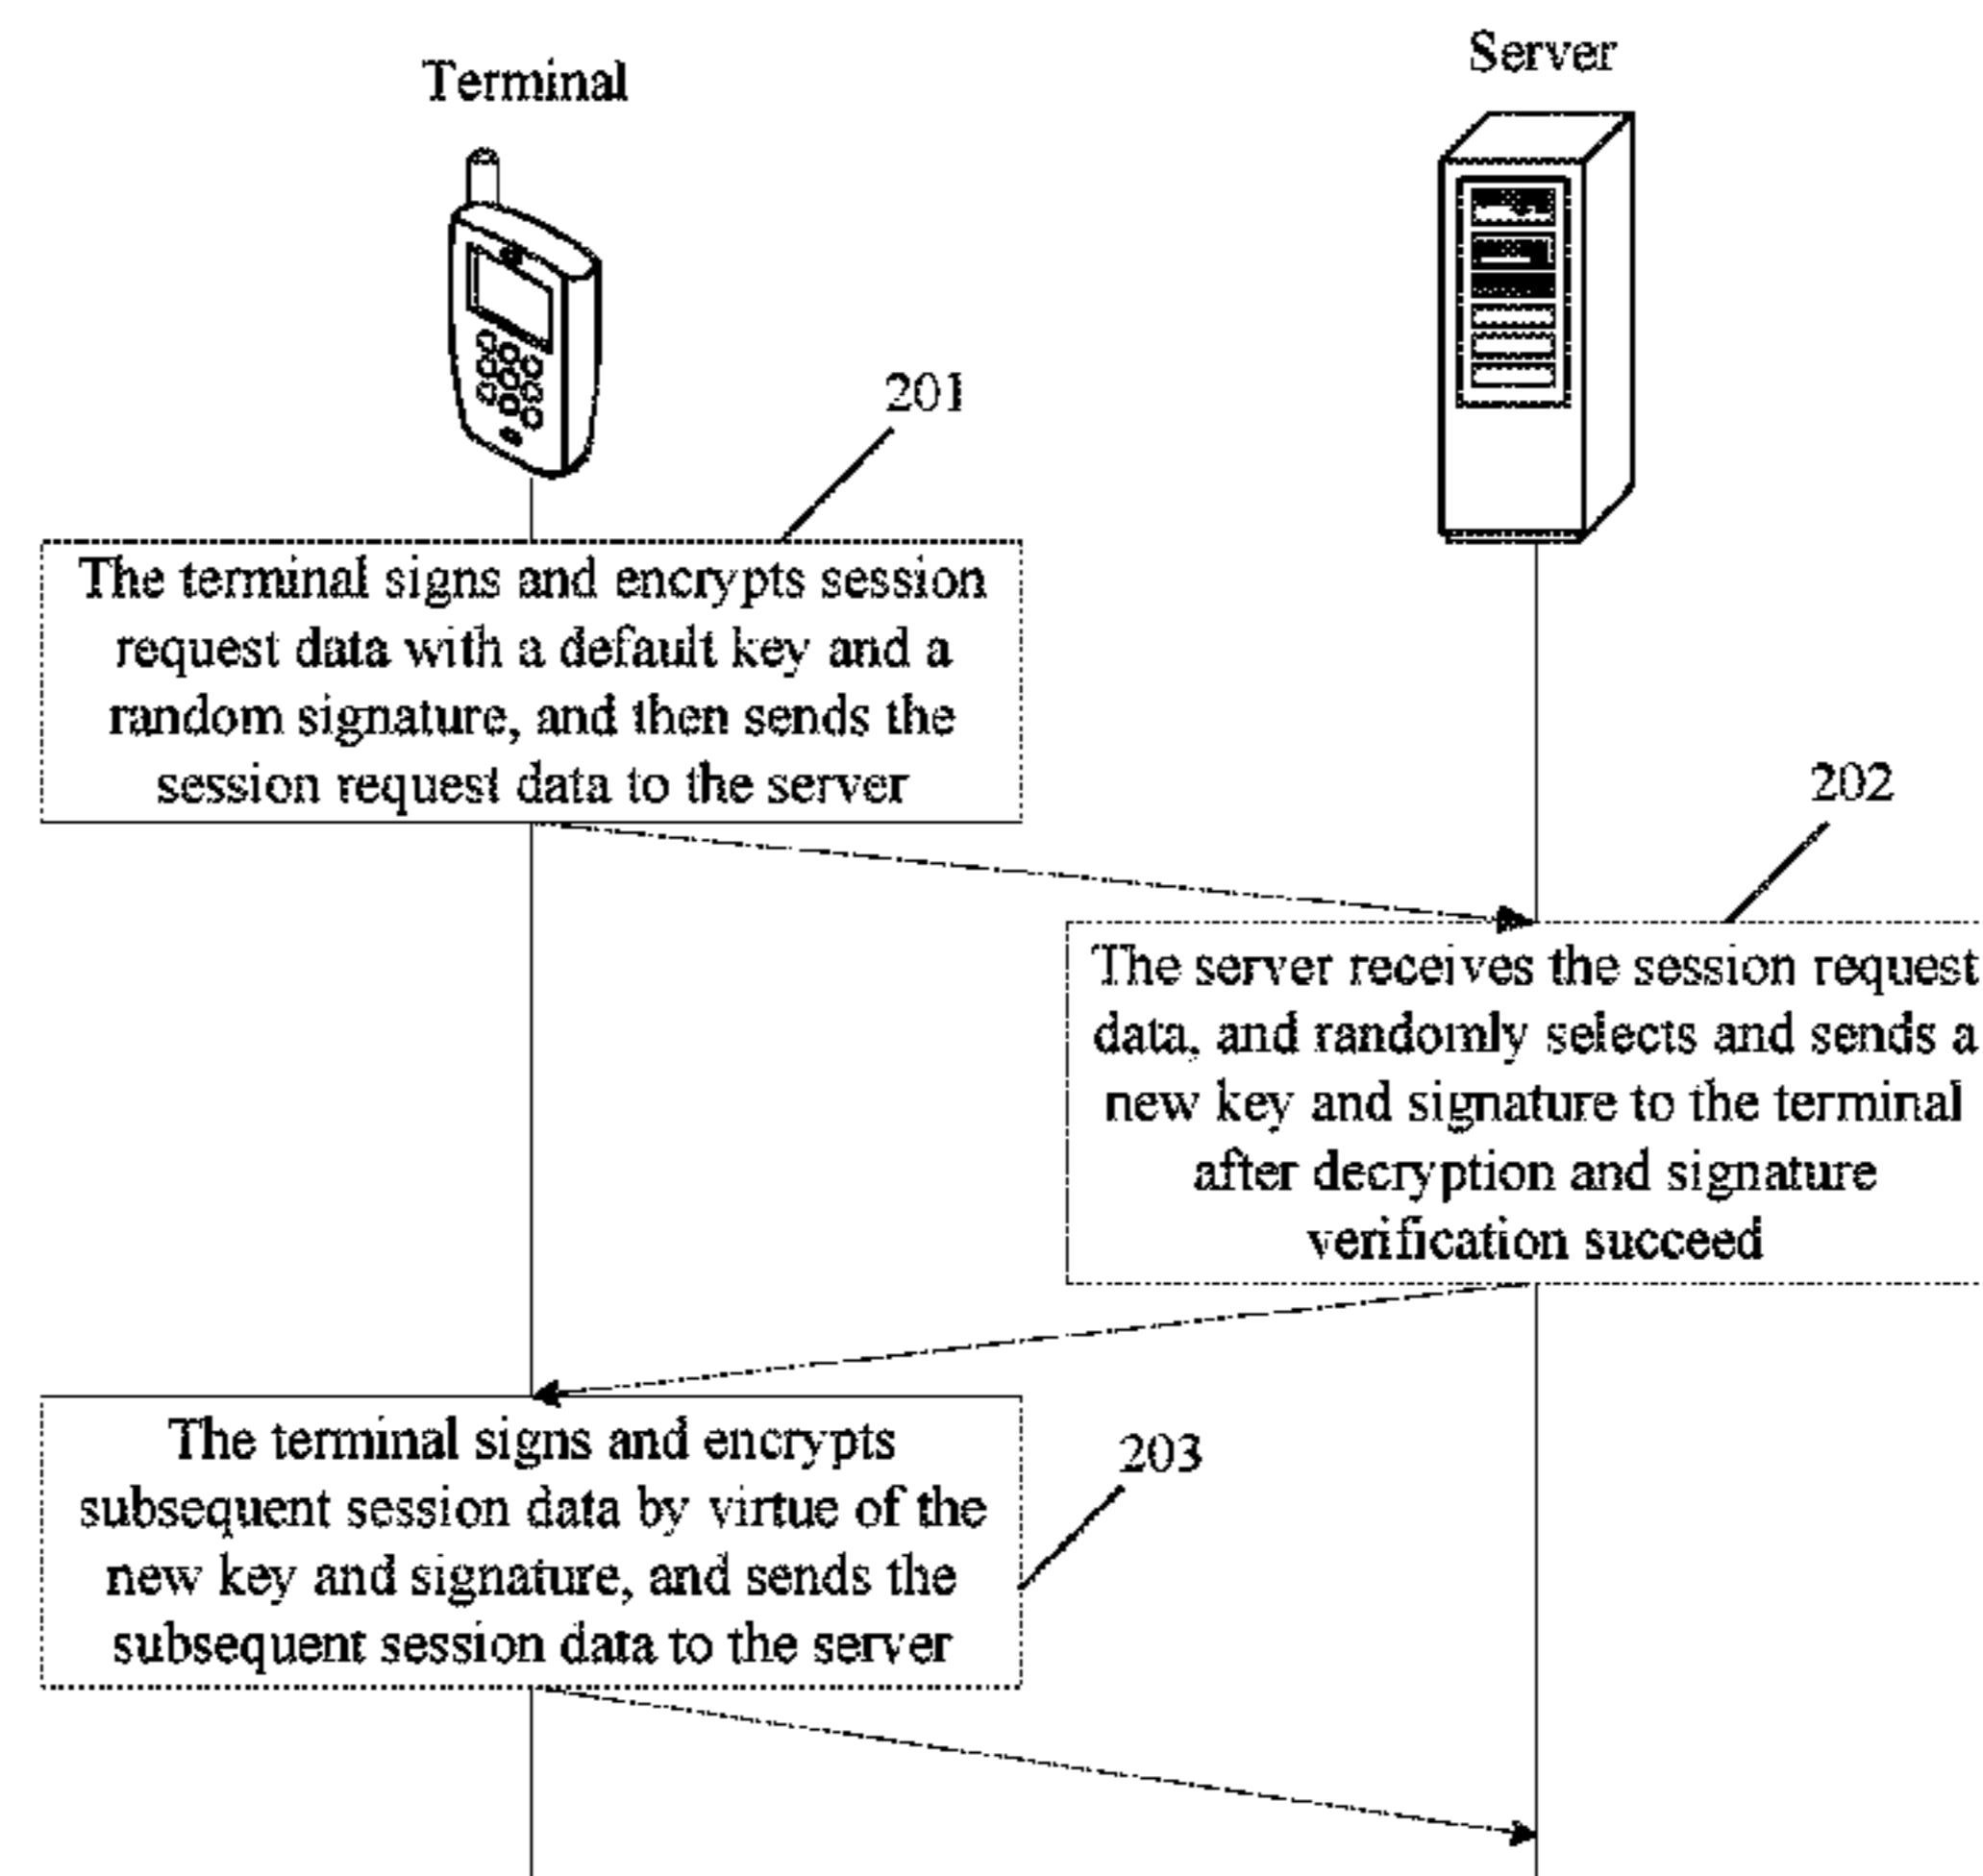 Terminal
Server
201
The terminal signs and encrypts session
request data with a default key and a
random signature, and then sends the
session request data to the server
202
The server receives the session request
data, and randomly selects and sends a
new key and signature to the terminal
after decryption and signature
verification succeed
The terminal signs and encrypts
subsequent session data by virtue of the
new key and signature, and sends the
subsequent session data to the server
203